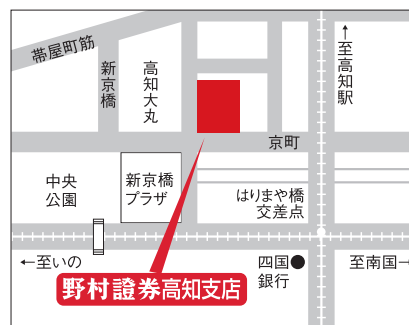 帯屋町筋
新京橋
高知大丸
↑至高知駅
京町
中央
公園
新京橋
プラザ
はりまや橋
交差点
←至いの
四国
銀行
至南国→
野村證券高知支店